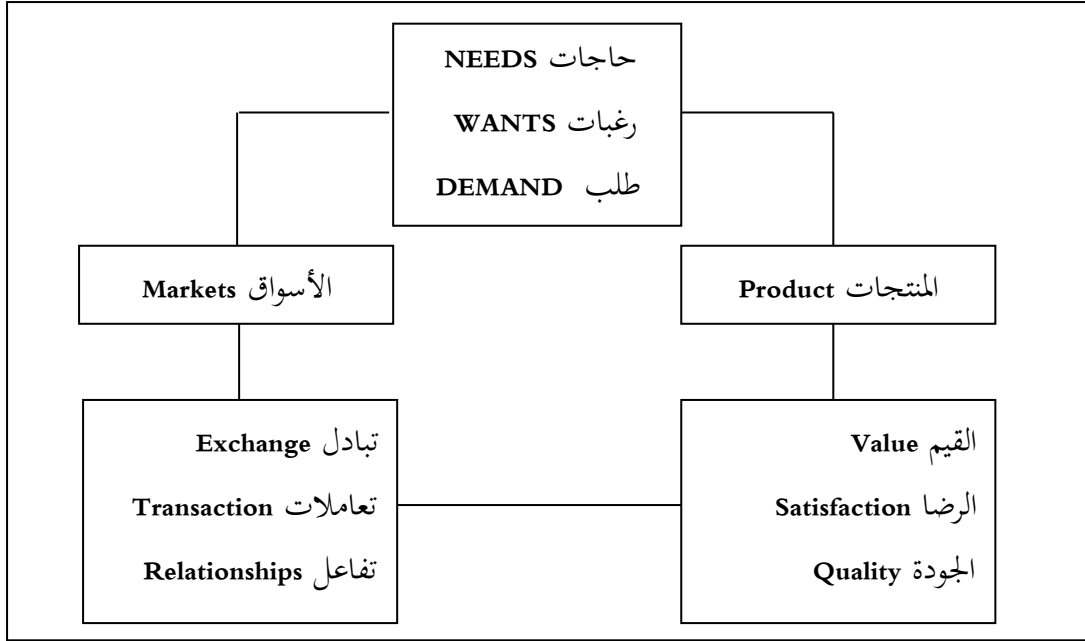 حاجات NEEDS
رغبات WANTS
طلب DEMAND
المنتجات Product
الأسواق Markets
القيم Value
الرضا Satisfaction
الجودة Quality
تبادل Exchange
تعاملات Transaction
تفاعل Relationships